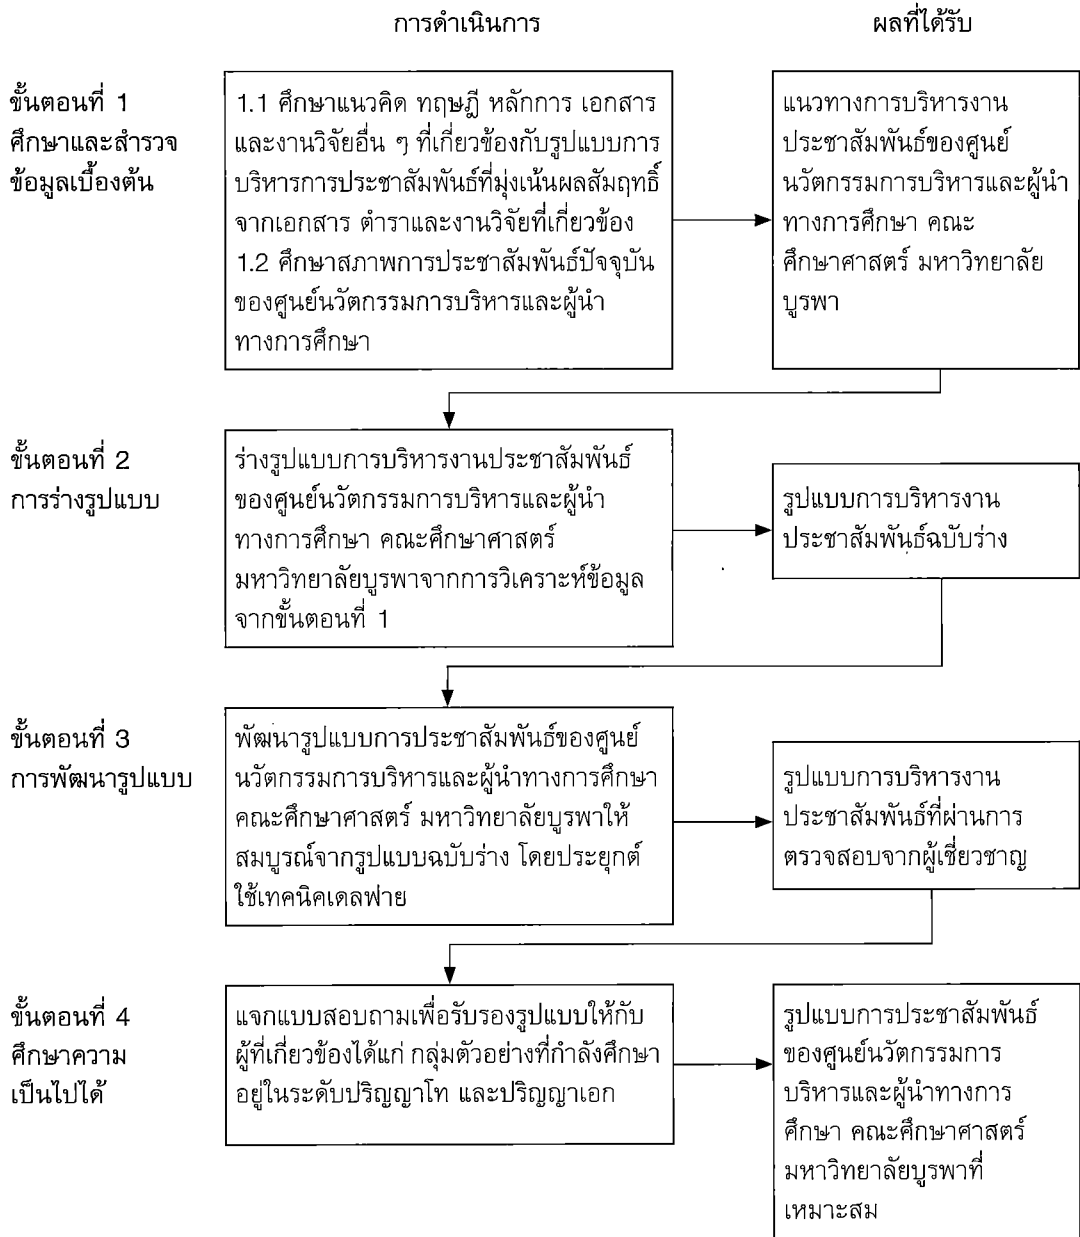 การดำเนินการ
ผลที่ได้รับ
ขั้นตอนที่ 1
ศึกษาและสำรวจ
ข้อมูลเบื้องต้น
1.1 ศึกษาแนวคิด ทฤษฎี หลักการ เอกสาร
และงานวิจัยอื่น ๆ ที่เกี่ยวข้องกับรูปแบบการ
บริหารการประชาสัมพันธ์ที่มุ่งเน้นผลสัมฤทธิ์
จากเอกสาร ตำราและงานวิจัยที่เกี่ยวข้อง
1.2 ศึกษาสภาพการประชาสัมพันธ์ปัจจุบัน
ของศูนย์นวัตกรรมการบริหารและผู้นำ
ทางการศึกษา
แนวทางการบริหารงาน
ประชาสัมพันธ์ของศูนย์
นวัตกรรมการบริหารและผู้นำ
ทางการศึกษา คณะ
ศึกษาศาสตร์ มหาวิทยาลัย
บูรพา
ขั้นตอนที่ 2
การร่างรูปแบบ
ร่างรูปแบบการบริหารงานประชาสัมพันธ์
ของศูนย์นวัตกรรมการบริหารและผู้นำ
ทางการศึกษา คณะศึกษาศาสตร์
มหาวิทยาลัยบูรพาจากการวิเคราะห์ข้อมูล
จากขั้นตอนที่ 1
รูปแบบการบริหารงาน
ประชาสัมพันธ์ฉบับร่าง
ขั้นตอนที่ 3
การพัฒนารูปแบบ
พัฒนารูปแบบการประชาสัมพันธ์ของศูนย์
นวัตกรรมการบริหารและผู้นำทางการศึกษา
คณะศึกษาศาสตร์ มหาวิทยาลัยบูรพาให้
สมบูรณ์จากรูปแบบฉบับร่าง โดยประยุกต์
ใช้เทคนิคเดลฟาย
รูปแบบการบริหารงาน
ประชาสัมพันธ์ที่ผ่านการ
ตรวจสอบจากผู้เชี่ยวชาญ
ขั้นตอนที่ 4
ศึกษาความ
เป็นไปได้
แจกแบบสอบถามเพื่อรับรองรูปแบบให้กับ
ผู้ที่เกี่ยวข้องได้แก่ กลุ่มตัวอย่างที่กำลังศึกษา
อยู่ในระดับปริญญาโท และปริญญาเอก
รูปแบบการประชาสัมพันธ์
ของศูนย์นวัตกรรมการ
บริหารและผู้นำทางการ
ศึกษา คณะศึกษาศาสตร์
มหาวิทยาลัยบูรพาที่
เหมาะสม